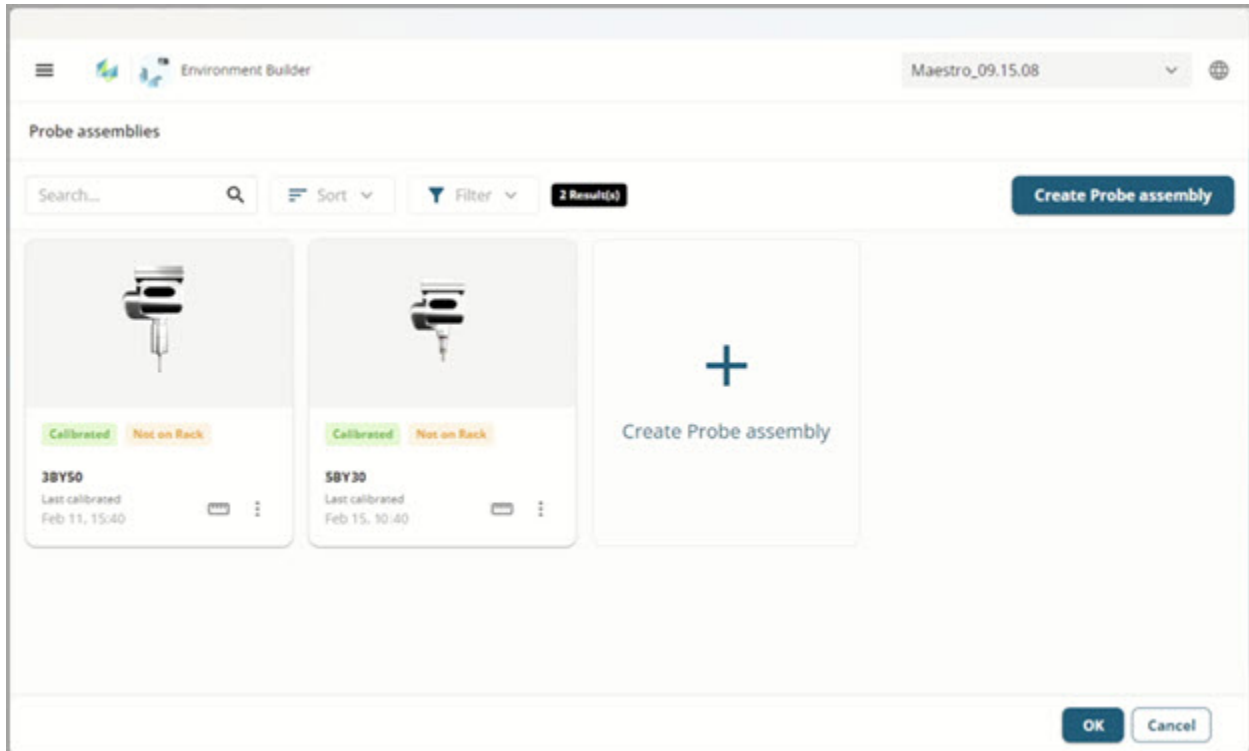 Environment Builder
Maestro_09.15.08
Probe assemblies
Search...
Sort
Filter
2 Result(s)
Create Probe assembly
Calibrated Not on Rack
3BY50
Last calibrated
Feb 11, 15:40
Calibrated Not on Rack
5BY30
Last calibrated
Feb 15, 10:40
Create Probe assembly
OK
Cancel